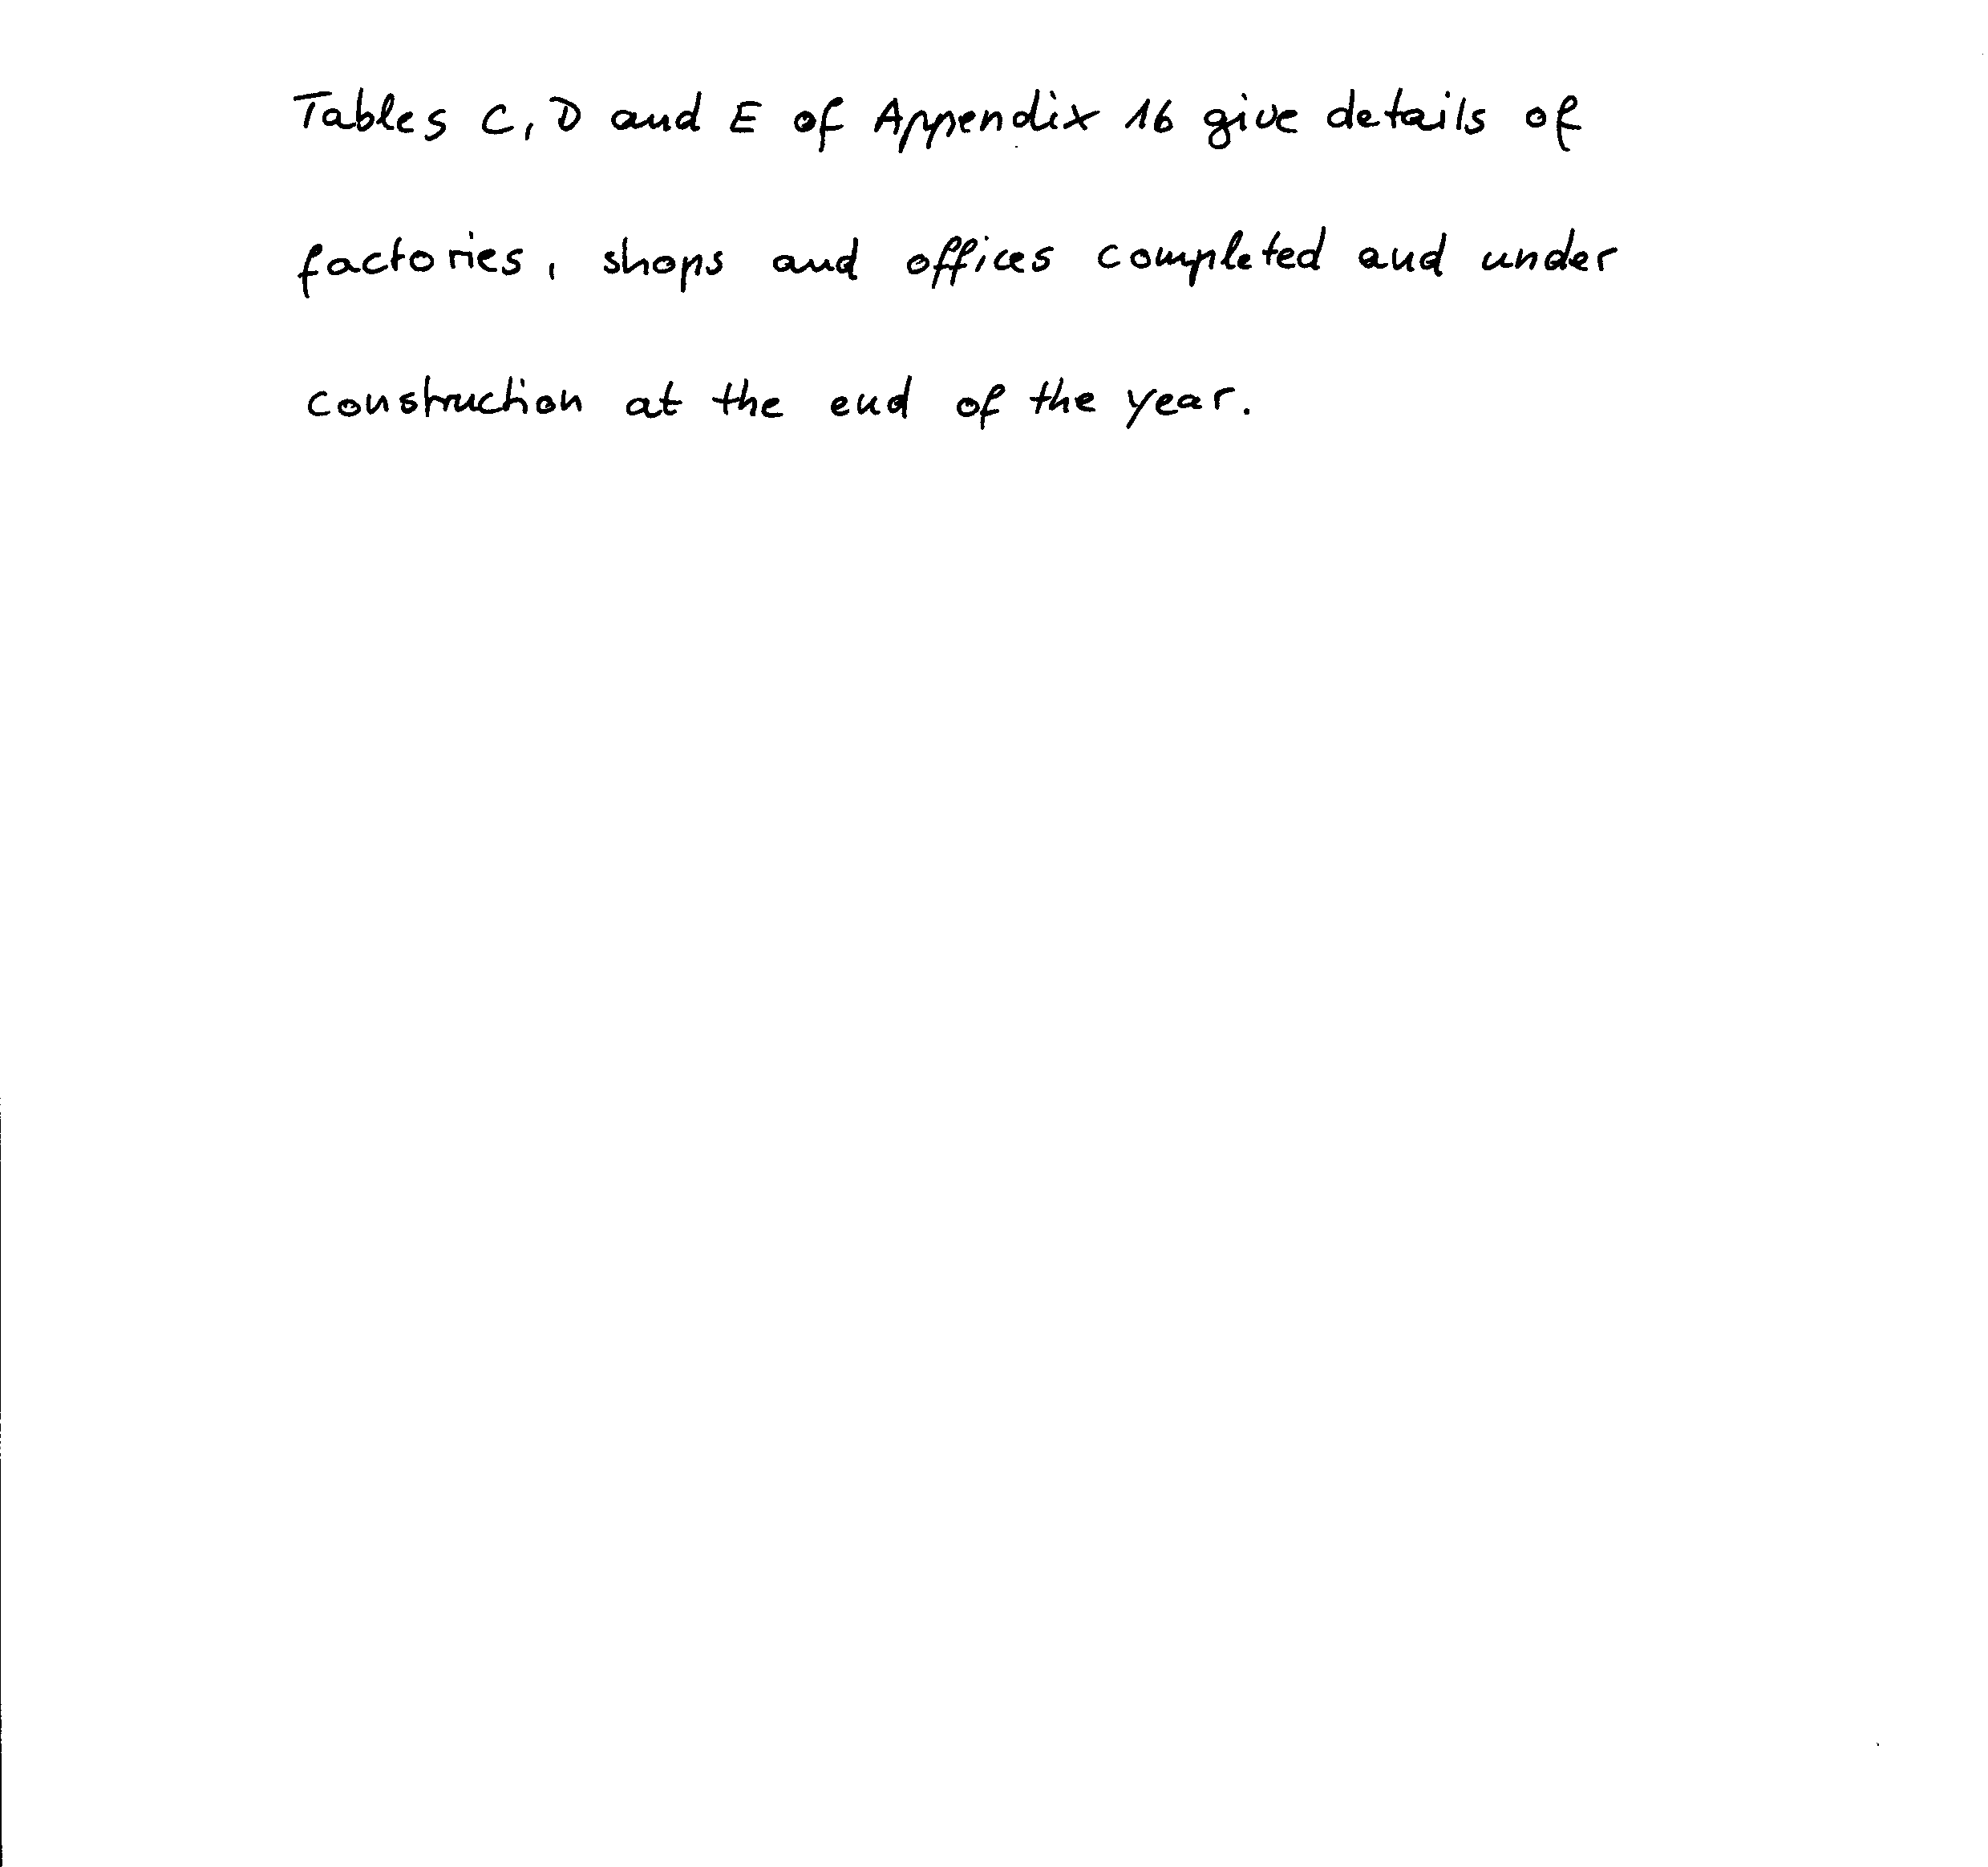 Tables C, D and E of Appendix 16 give details of
factories, shops and offices completed and under
construction at the end of the year.